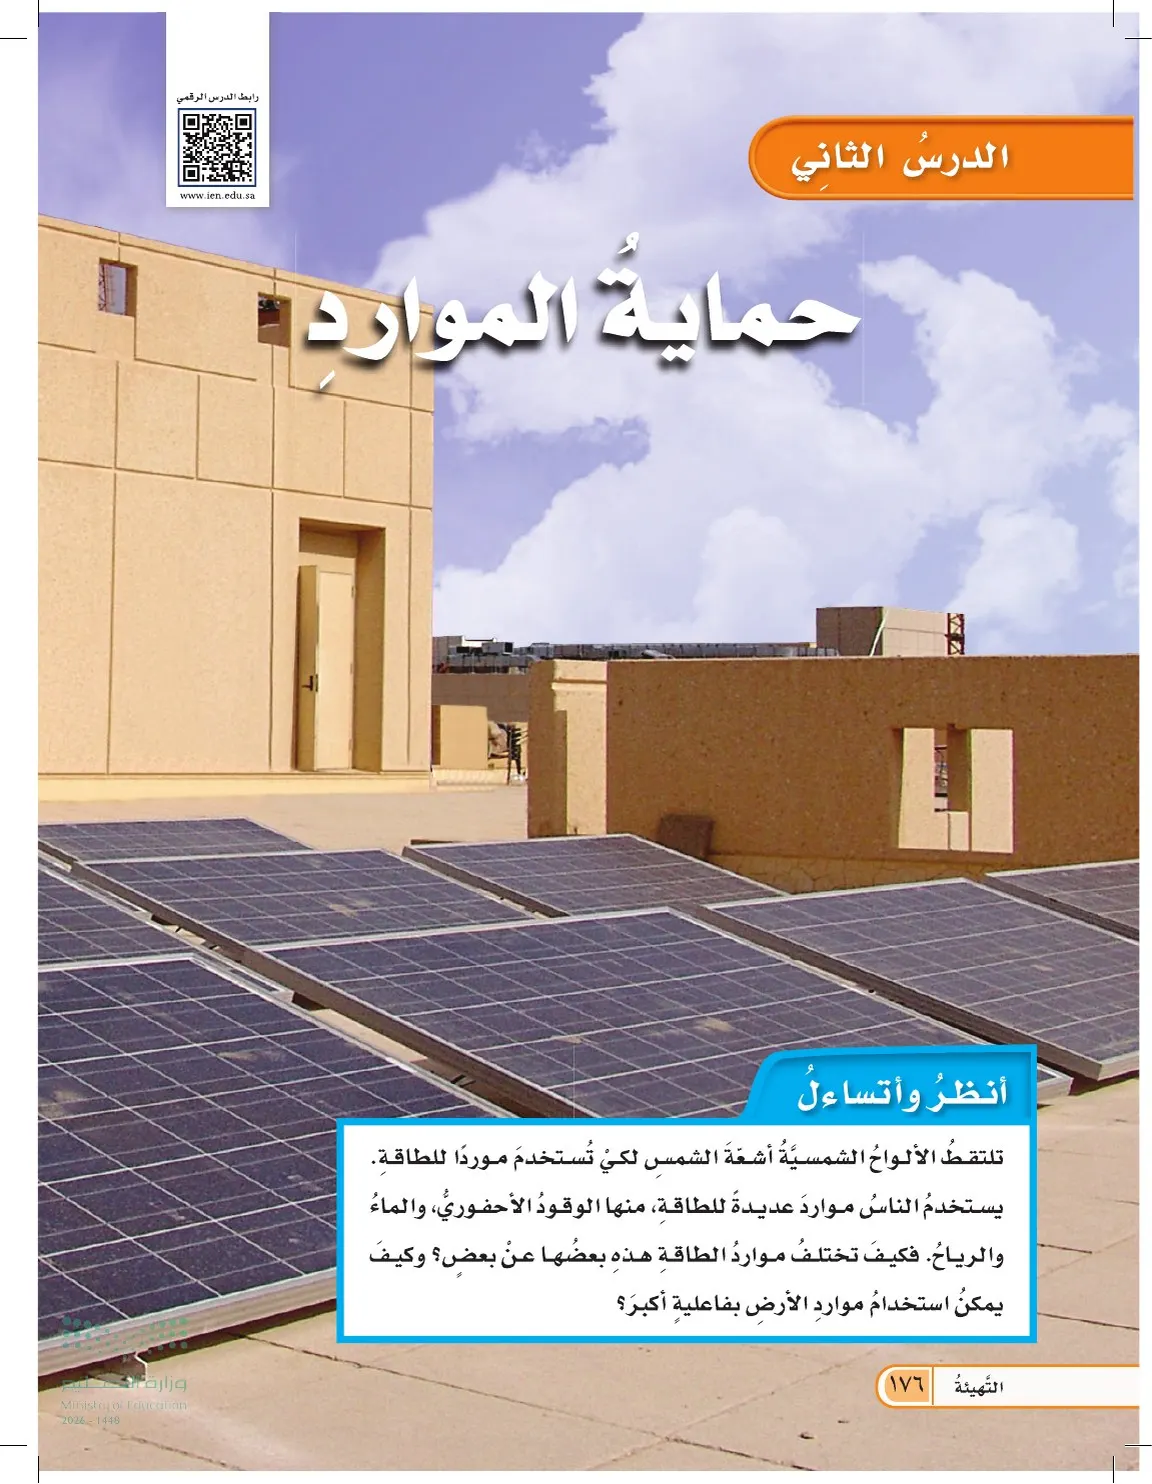 رابط الدرس الرقمي
www.ien.edu.sa
الدرسُ الثانِي
حمايةُ المواردِ
أنظرُ وأتساءلُ
تلتقطُ الألواحُ الشمسيَّةُ أشعّةَ الشمسِ لكيْ تُستخدمَ موردًا للطاقةِ.
يستخدمُ الناسُ مواردَ عديدةً للطاقةِ، منها الوقودُ الأحفوريُّ، والماءُ
والرياحُ. فكيفَ تختلفُ مواردُ الطاقةِ هذهِ بعضُها عنْ بعضٍ؟ وكيفَ
يمكنُ استخدامُ مواردِ الأرضِ بفاعليةٍ أكبرَ؟
وزارة التعليم
Ministry of Education
2026 - 1448
التَّهيئةُ ١٧٦